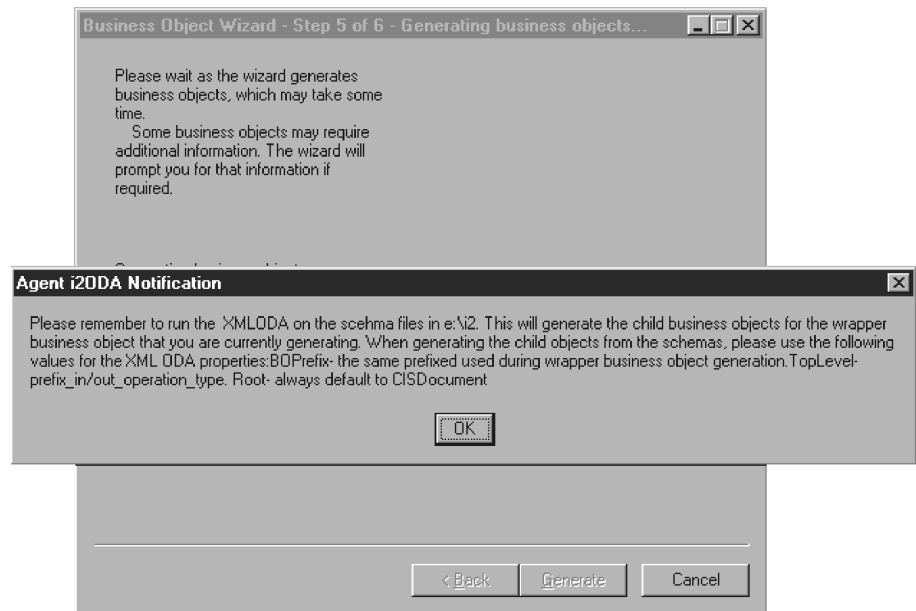 Business Object Wizard - Step 5 of 6 - Generating business objects...
Please wait as the wizard generates
business objects, which may take some
time.
Some business objects may require
additional information. The wizard will
prompt you for that information if
required.
Agent i2ODA Notification
Please remember to run the XMLODA on the scehma files in e:\i2. This will generate the child business objects for the wrapper
business object that you are currently generating. When generating the child objects from the schemas, please use the following
values for the XML ODA properties:BOPrefix- the same prefixed used during wrapper business object generation.TopLevel-
prefix_in/out_operation_type. Root- always default to CISDocument
OK
< Back
Generate
Cancel